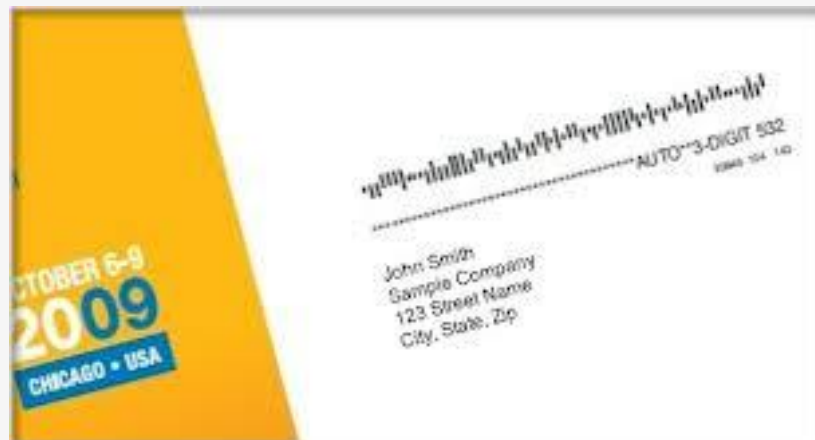 OCTOBER 6-9
2009
CHICAGO • USA
AUTO**3-DIGIT 532
John Smith
Sample Company
123 Street Name
City, State, Zip